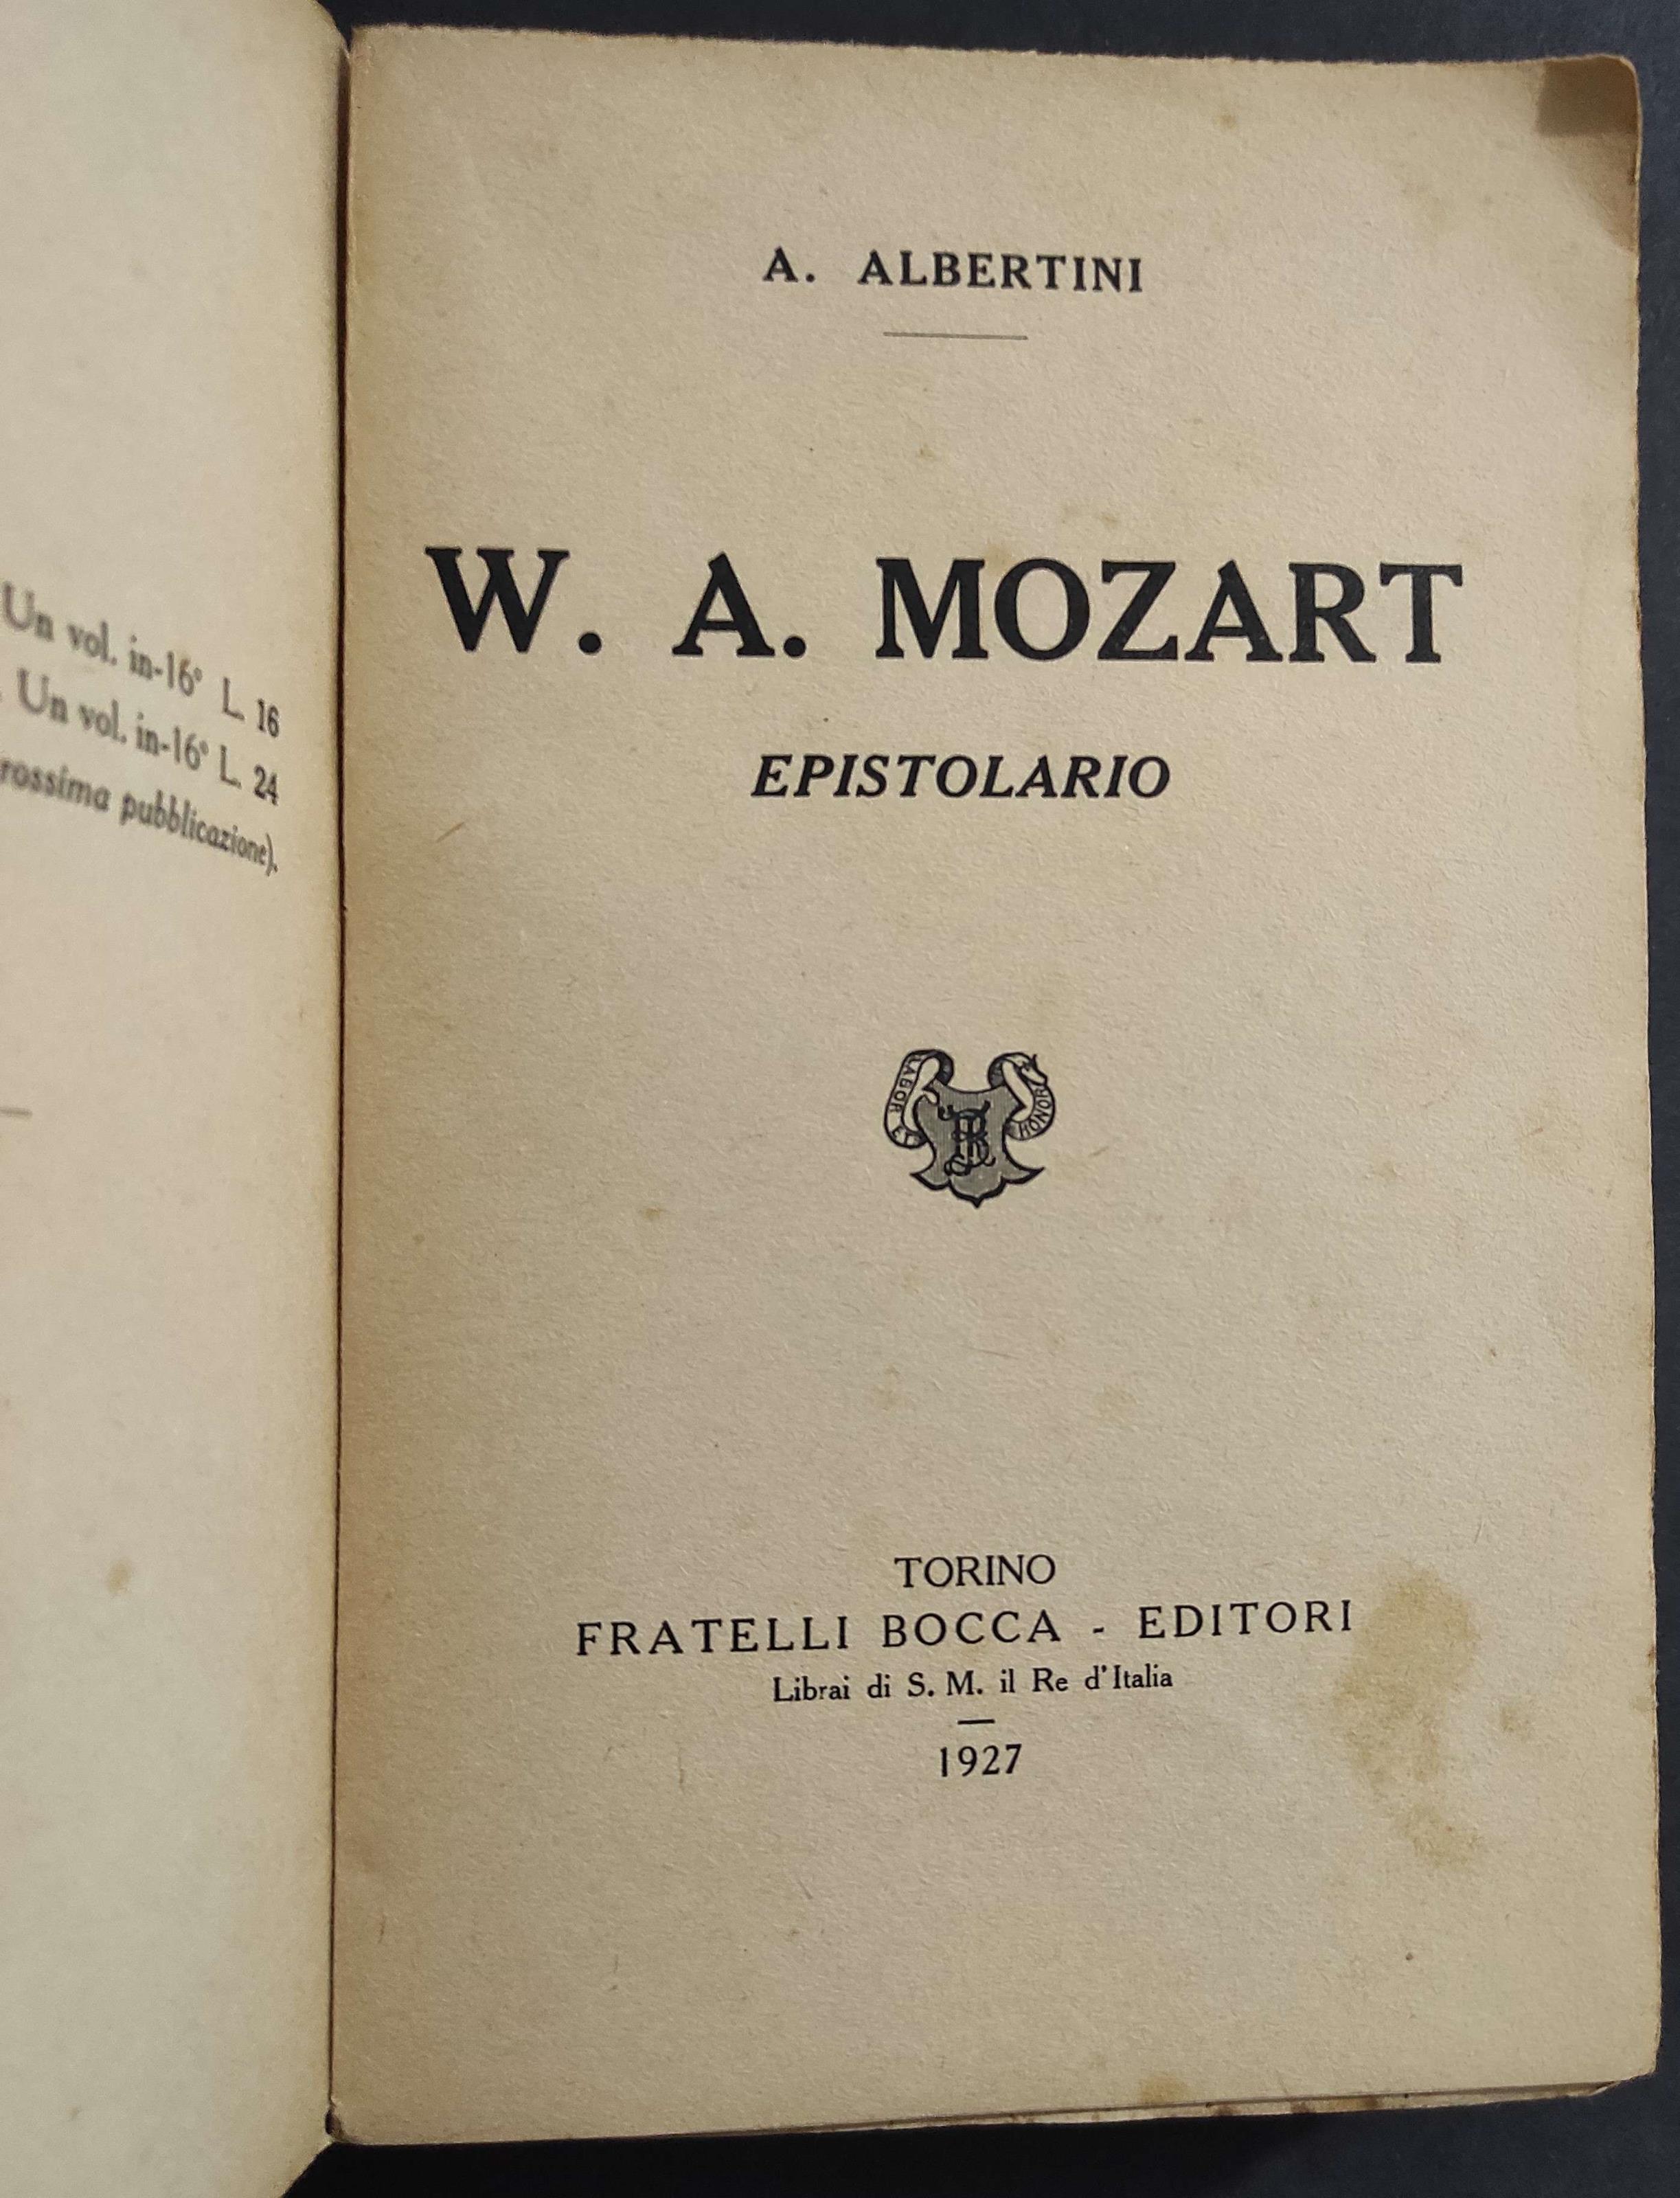 Un vol. in-16° L. 16
. Un vol. in-16° L. 24
rossima pubblicazione).
A. ALBERTINI
W. A. MOZART
EPISTOLARIO
LABOR ET HONOR
TORINO
FRATELLI BOCCA - EDITORI
Librai di S. M. il Re d'Italia
1927